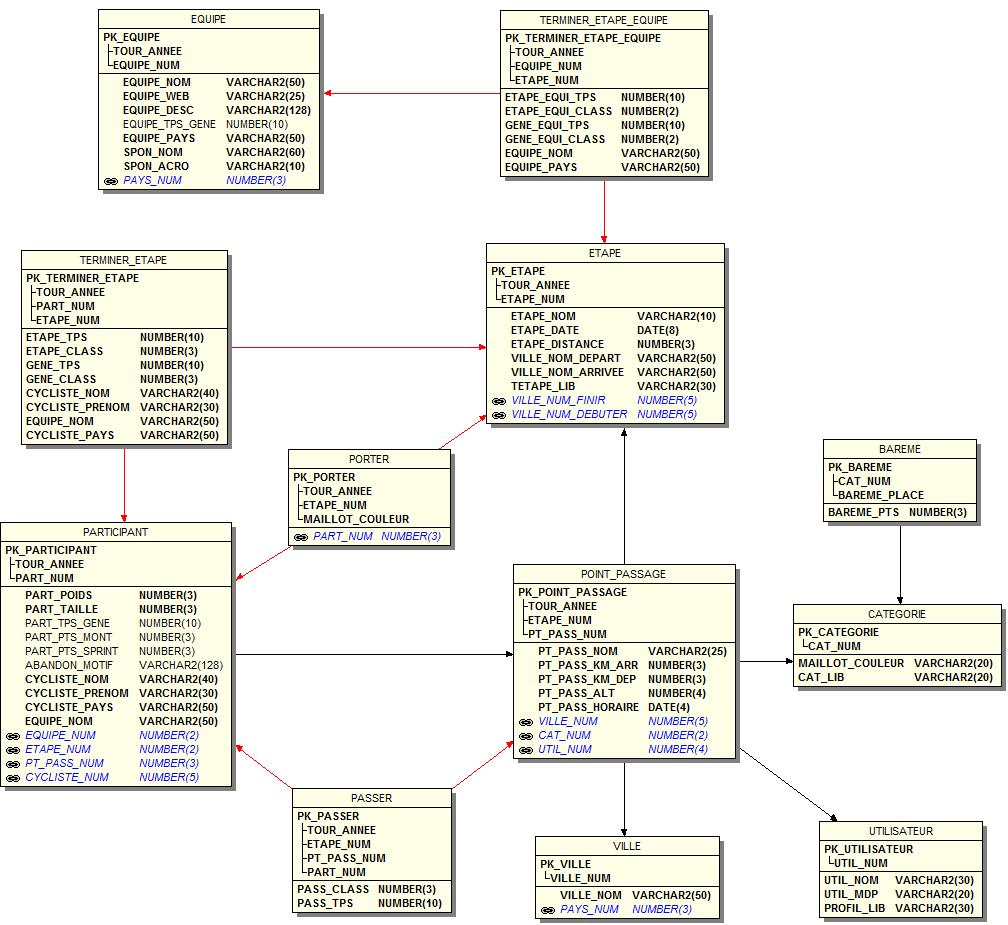 EQUIPE
PK_EQUIPE
TOUR_ANNEE
EQUIPE_NUM
EQUIPE_NOM VARCHAR2(50)
EQUIPE_WEB VARCHAR2(25)
EQUIPE_DESC VARCHAR2(128)
EQUIPE_TPS_GENE NUMBER(10)
EQUIPE_PAYS VARCHAR2(50)
SPON_NOM VARCHAR2(60)
SPON_ACRO VARCHAR2(10)
PAYS_NUM NUMBER(3)
TERMINER_ETAPE_EQUIPE
PK_TERMINER_ETAPE_EQUIPE
TOUR_ANNEE
EQUIPE_NUM
ETAPE_NUM
ETAPE_EQUI_TPS NUMBER(10)
ETAPE_EQUI_CLASS NUMBER(2)
GENE_EQUI_TPS NUMBER(10)
GENE_EQUI_CLASS NUMBER(2)
EQUIPE_NOM VARCHAR2(50)
EQUIPE_PAYS VARCHAR2(50)
TERMINER_ETAPE
PK_TERMINER_ETAPE
TOUR_ANNEE
PART_NUM
ETAPE_NUM
ETAPE_TPS NUMBER(10)
ETAPE_CLASS NUMBER(3)
GENE_TPS NUMBER(10)
GENE_CLASS NUMBER(3)
CYCLISTE_NOM VARCHAR2(40)
CYCLISTE_PRENOM VARCHAR2(30)
EQUIPE_NOM VARCHAR2(50)
CYCLISTE_PAYS VARCHAR2(50)
ETAPE
PK_ETAPE
TOUR_ANNEE
ETAPE_NUM
ETAPE_NOM VARCHAR2(10)
ETAPE_DATE DATE(8)
ETAPE_DISTANCE NUMBER(3)
VILLE_NOM_DEPART VARCHAR2(50)
VILLE_NOM_ARRIVEE VARCHAR2(50)
TETAPE_LIB VARCHAR2(30)
VILLE_NUM_FINIR NUMBER(5)
VILLE_NUM_DEBUTER NUMBER(5)
PORTER
PK_PORTER
TOUR_ANNEE
ETAPE_NUM
MAILLOT_COULEUR
PART_NUM NUMBER(3)
BAREME
PK_BAREME
CAT_NUM
BAREME_PLACE
BAREME_PTS NUMBER(3)
PARTICIPANT
PK_PARTICIPANT
TOUR_ANNEE
PART_NUM
PART_POIDS NUMBER(3)
PART_TAILLE NUMBER(3)
PART_TPS_GENE NUMBER(10)
PART_PTS_MONT NUMBER(3)
PART_PTS_SPRINT NUMBER(3)
ABANDON_MOTIF VARCHAR2(128)
CYCLISTE_NOM VARCHAR2(40)
CYCLISTE_PRENOM VARCHAR2(30)
CYCLISTE_PAYS VARCHAR2(50)
EQUIPE_NOM VARCHAR2(50)
EQUIPE_NUM NUMBER(2)
ETAPE_NUM NUMBER(2)
PT_PASS_NUM NUMBER(3)
CYCLISTE_NUM NUMBER(5)
POINT_PASSAGE
PK_POINT_PASSAGE
TOUR_ANNEE
ETAPE_NUM
PT_PASS_NUM
PT_PASS_NOM VARCHAR2(25)
PT_PASS_KM_ARR NUMBER(3)
PT_PASS_KM_DEP NUMBER(3)
PT_PASS_ALT NUMBER(4)
PT_PASS_HORAIRE DATE(4)
VILLE_NUM NUMBER(5)
CAT_NUM NUMBER(2)
UTIL_NUM NUMBER(4)
CATEGORIE
PK_CATEGORIE
CAT_NUM
MAILLOT_COULEUR VARCHAR2(20)
CAT_LIB VARCHAR2(20)
PASSER
PK_PASSER
TOUR_ANNEE
ETAPE_NUM
PT_PASS_NUM
PART_NUM
PASS_CLASS NUMBER(3)
PASS_TPS NUMBER(10)
VILLE
PK_VILLE
VILLE_NUM
VILLE_NOM VARCHAR2(50)
PAYS_NUM NUMBER(3)
UTILISATEUR
PK_UTILISATEUR
UTIL_NUM
UTIL_NOM VARCHAR2(30)
UTIL_MDP VARCHAR2(20)
PROFIL_LIB VARCHAR2(30)